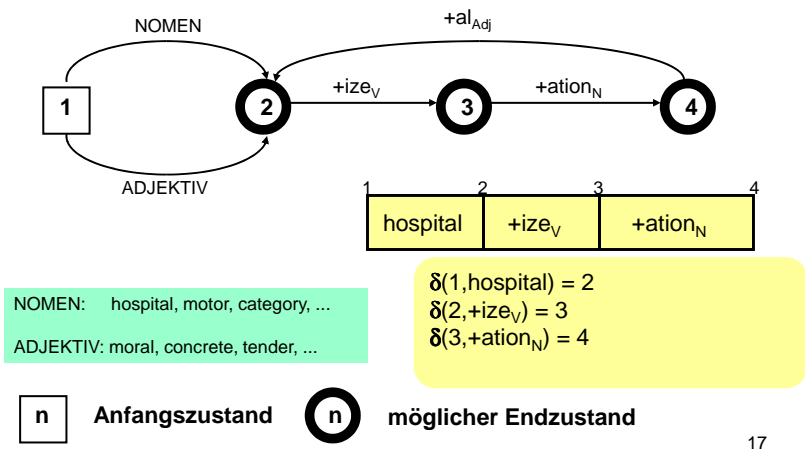 NOMEN
+al_Adj
1
2
+ize_V
3
+ation_N
4
ADJEKTIV
1 2 3 4
hospital +ize_V +ation_N
NOMEN: hospital, motor, category, ...
ADJEKTIV: moral, concrete, tender, ...
δ(1,hospital) = 2
δ(2,+ize_V) = 3
δ(3,+ation_N) = 4
n Anfangszustand n möglicher Endzustand
17